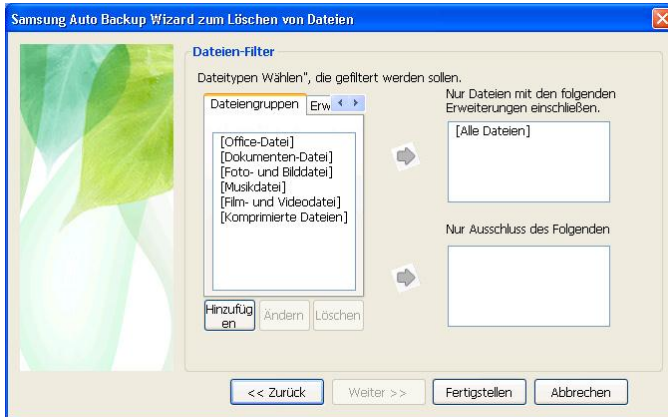 Samsung Auto Backup Wizard zum Löschen von Dateien
Dateien-Filter
Dateitypen Wählen", die gefiltert werden sollen.
Dateiengruppen Erw
[Office-Datei]
[Dokumenten-Datei]
[Foto- und Bilddatei]
[Musikdatei]
[Film- und Videodatei]
[Komprimierte Dateien]
Hinzufüg
en
Ändern
Löschen
Nur Dateien mit den folgenden
Erweiterungen einschließen.
[Alle Dateien]
Nur Ausschluss des Folgenden
<< Zurück
Weiter >>
Fertigstellen
Abbrechen